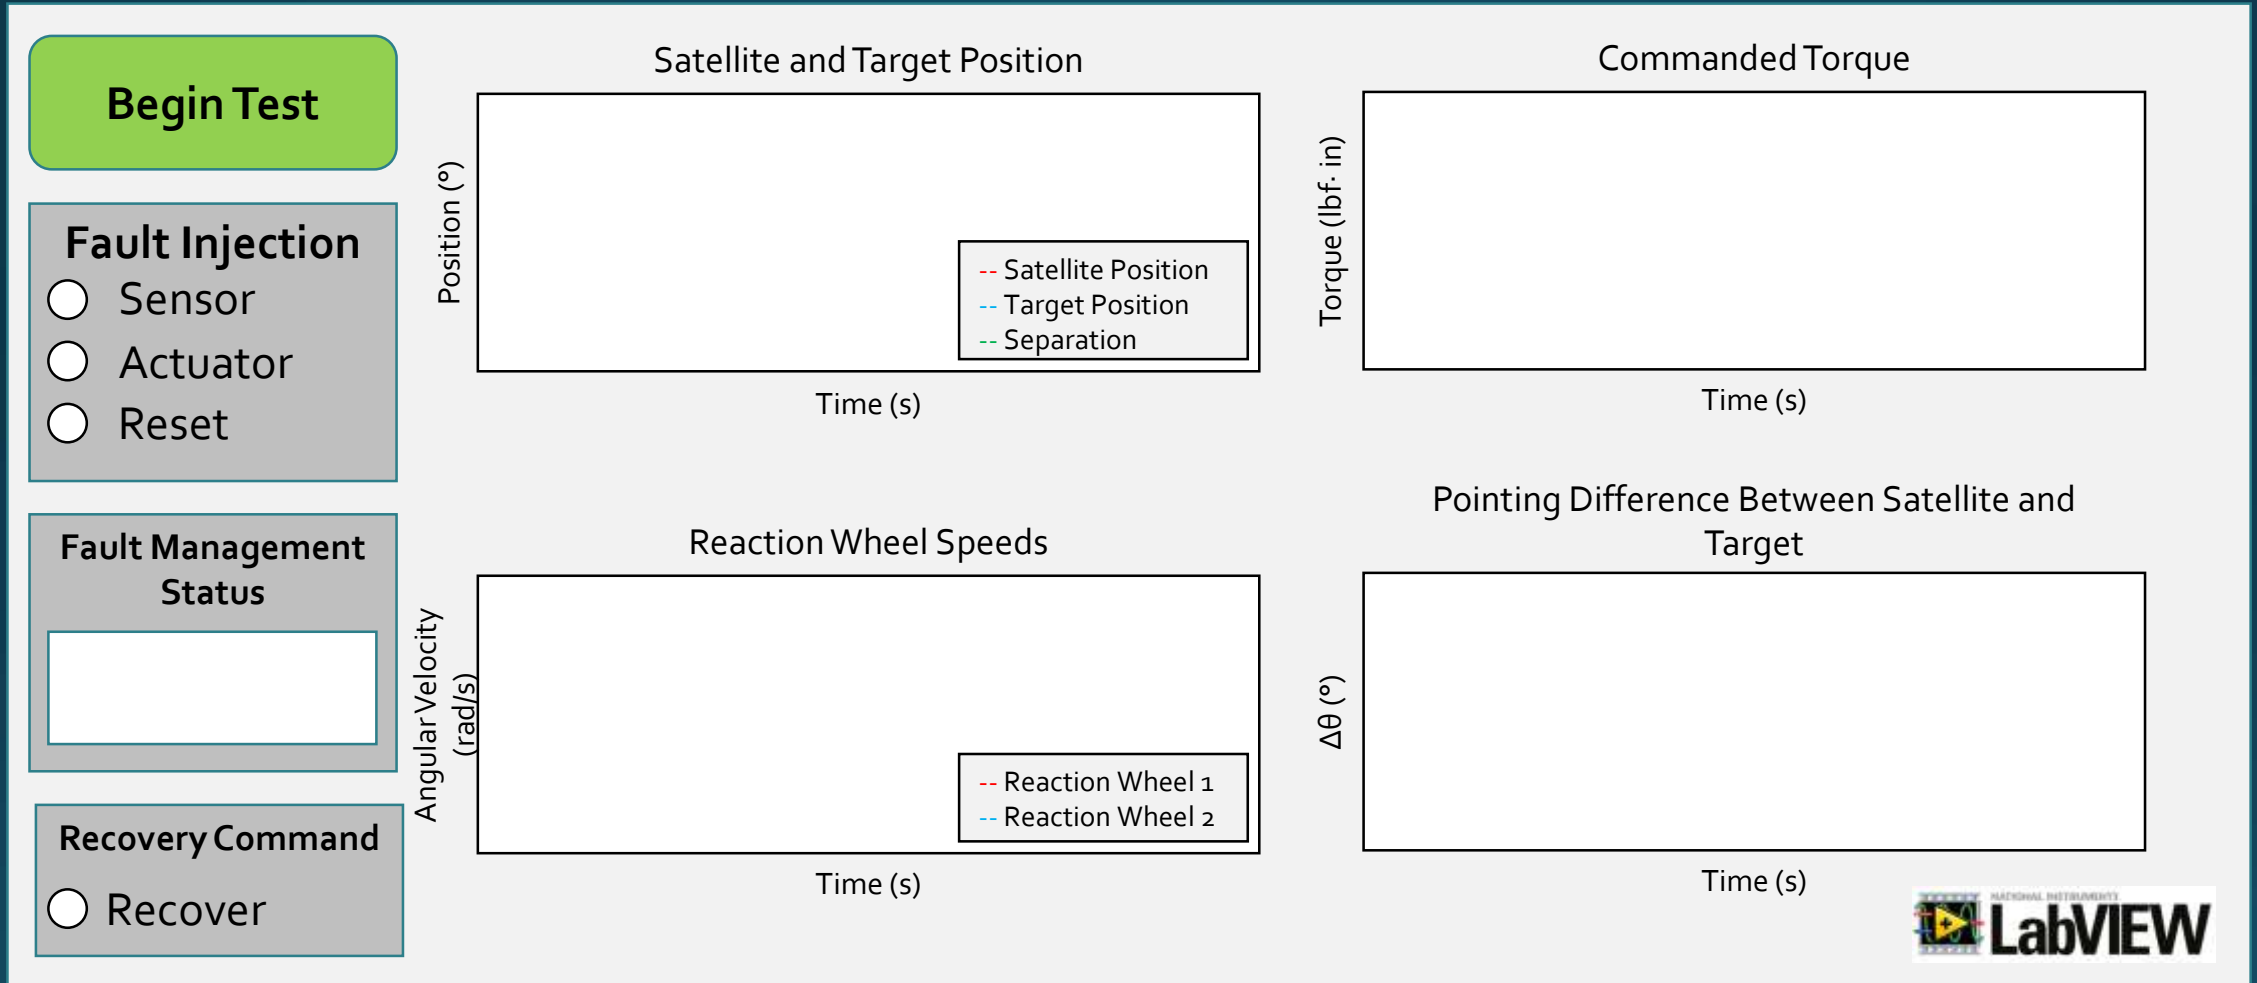 Begin Test
Fault Injection
Sensor
Actuator
Reset
Fault Management
Status
Recovery Command
Recover
Satellite and Target Position
Position (°)
-- Satellite Position
-- Target Position
-- Separation
Time (s)
Commanded Torque
Torque (lbf· in)
Time (s)
Reaction Wheel Speeds
Angular Velocity
(rad/s)
-- Reaction Wheel 1
-- Reaction Wheel 2
Time (s)
Pointing Difference Between Satellite and
Target
Δθ (°)
Time (s)
NATIONAL INSTRUMENTS
LabVIEW